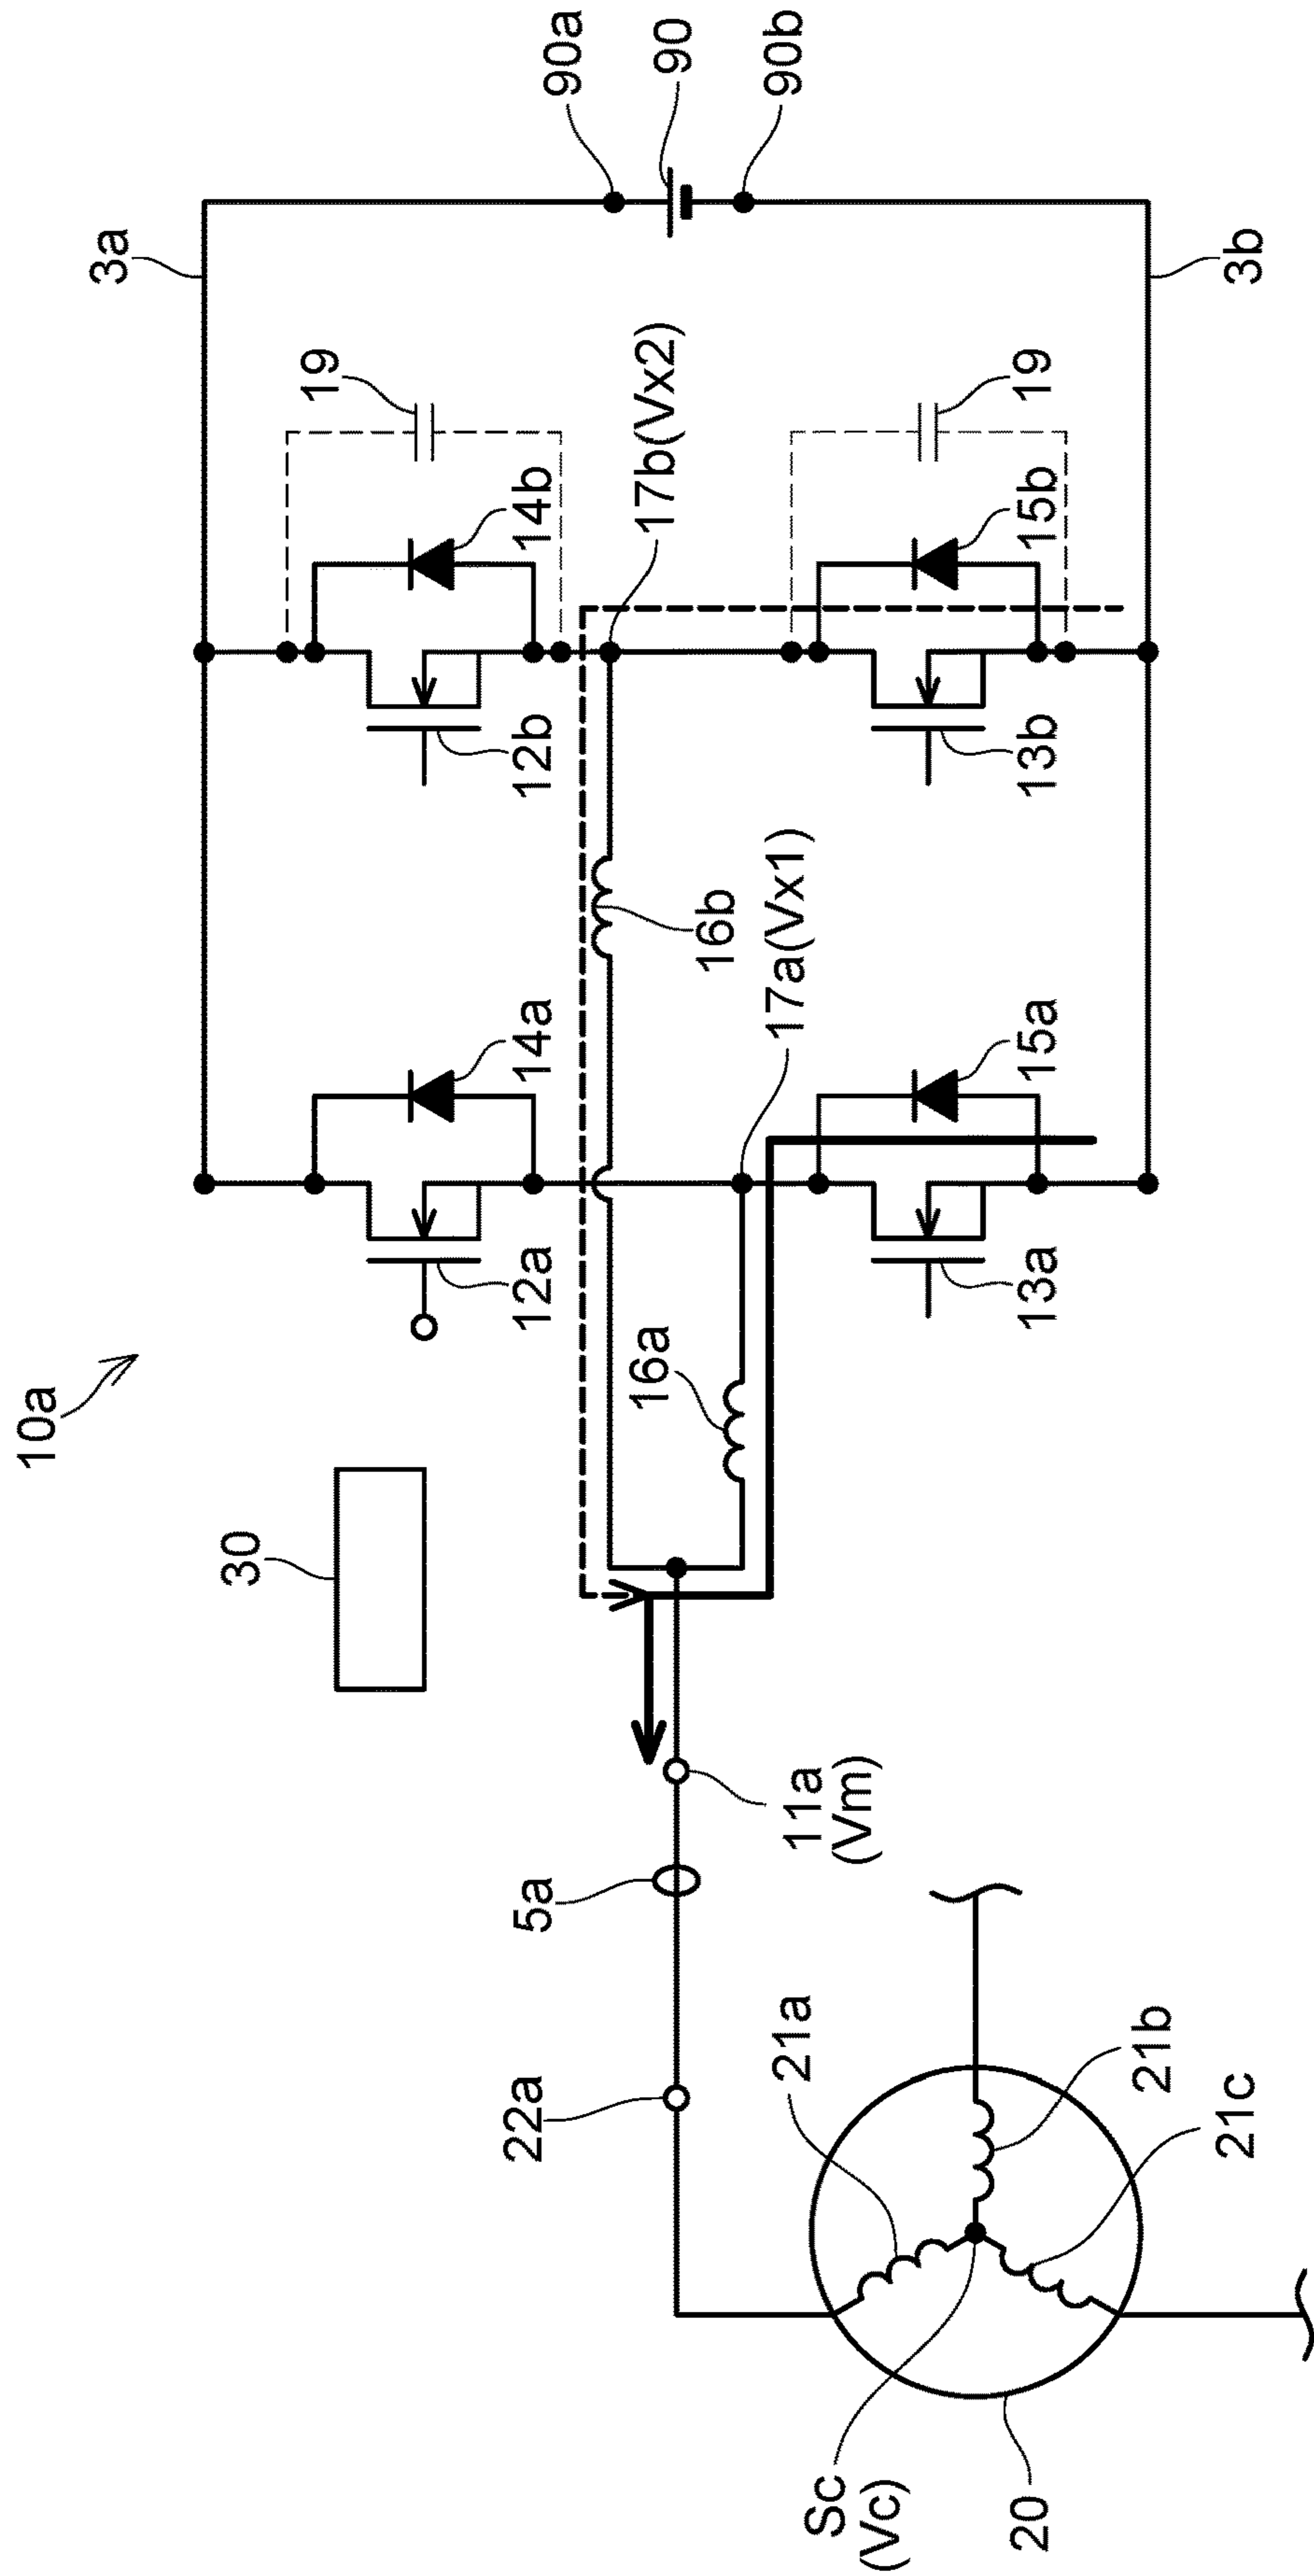 10a
3a
90a
90
90b
3b
19
19
14b
15b
17b(Vx2)
12b
13b
16b
17a(Vx1)
14a
15a
12a
13a
16a
30
11a
(Vm)
5a
22a
21a
21b
21c
Sc
(Vc)
20